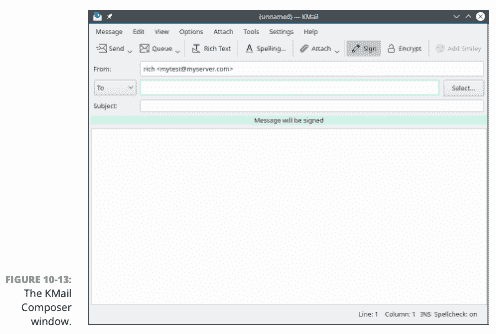 (unnamed) — KMail
Message Edit View Options Attach Tools Settings Help
Send Queue Rich Text Spelling... Attach Sign Encrypt Add Smiley
From: rich <mytest@myserver.com>
To Select...
Subject:
Message will be signed
Line: 1 Column: 1 INS Spellcheck: on
FIGURE 10-13:
The KMail
Composer
window.